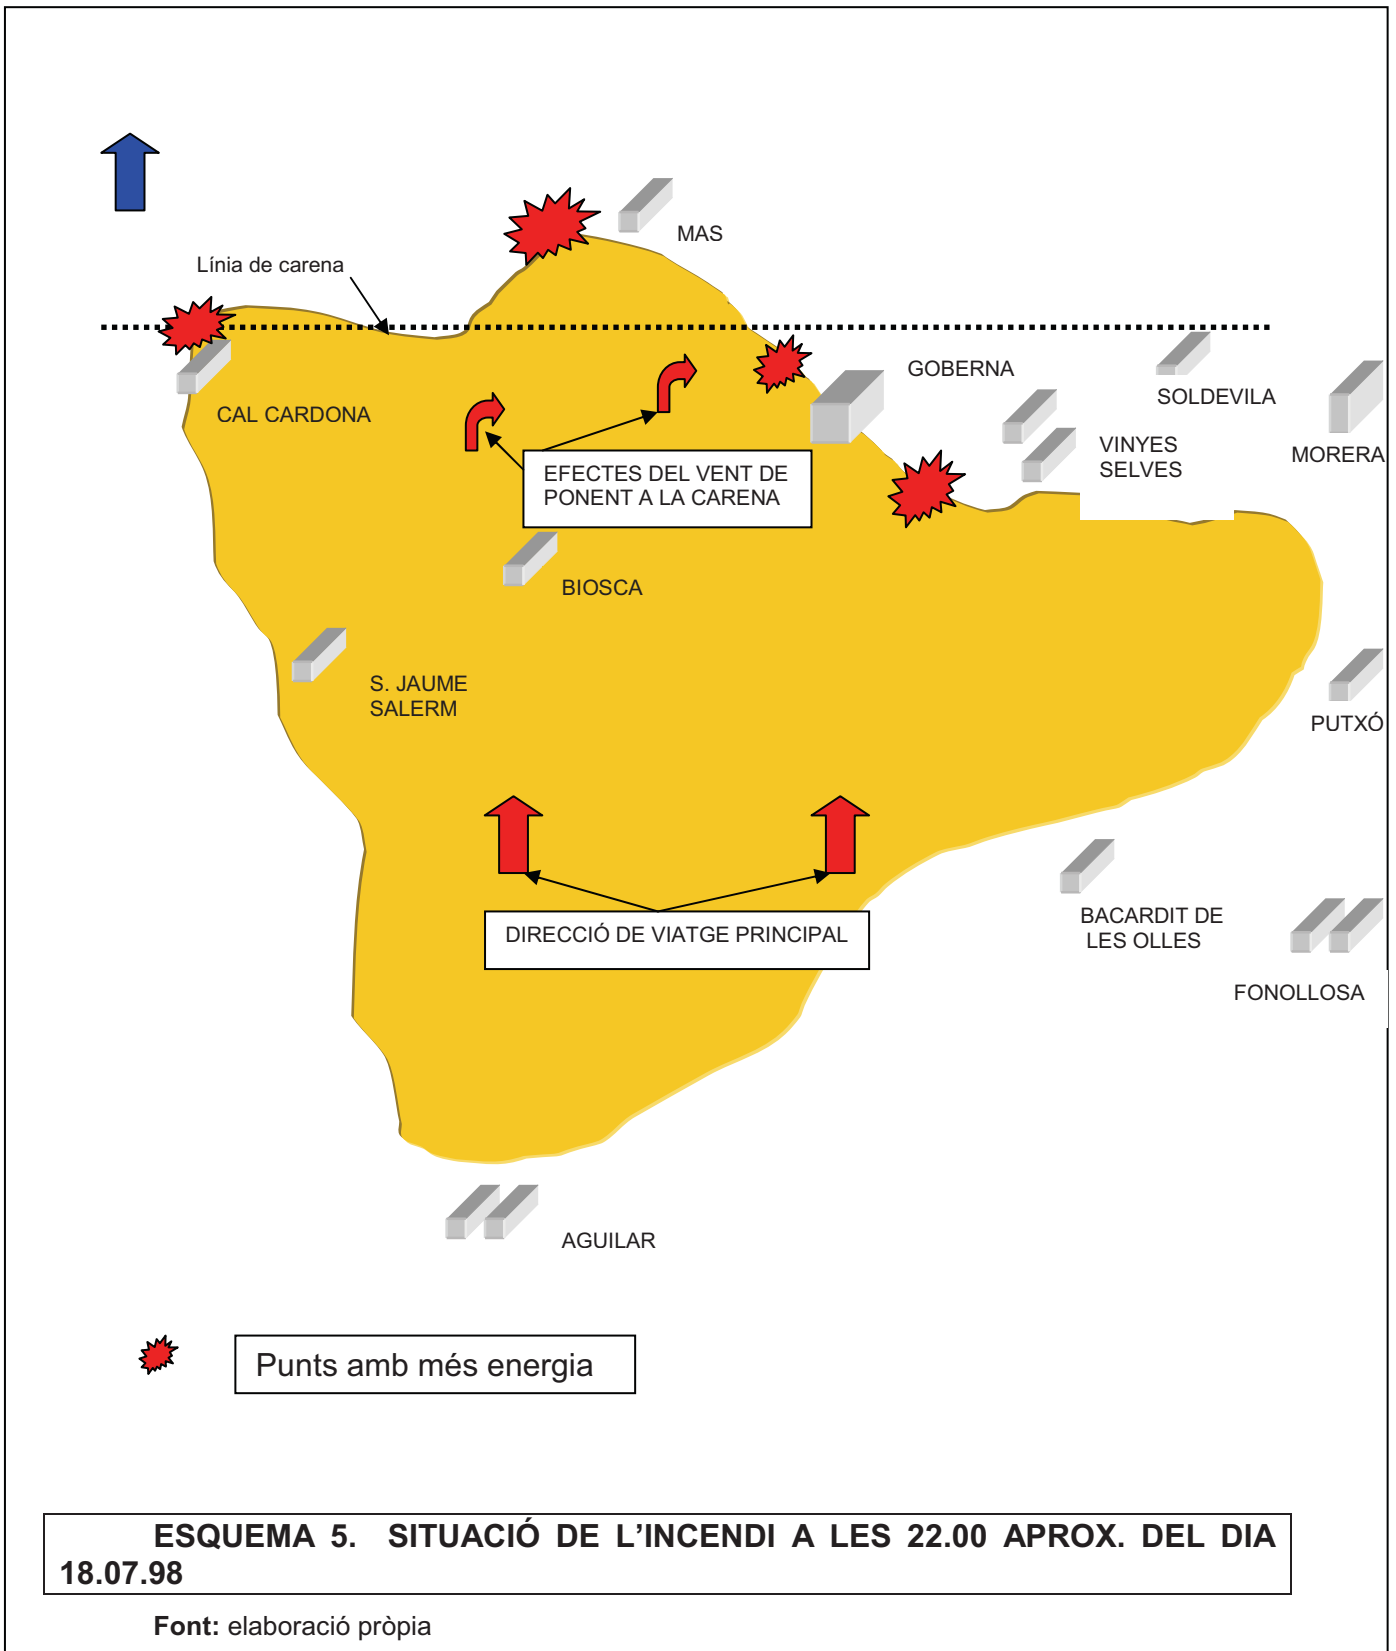 MAS
Línia de carena
GOBERNA
SOLDEVILA
CAL CARDONA
VINYES
SELVES
MORERA
EFECTES DEL VENT DE
PONENT A LA CARENA
BIOSCA
S. JAUME
SALERM
PUTXÓ
BACARDIT DE
LES OLLES
DIRECCIÓ DE VIATGE PRINCIPAL
FONOLLOSA
AGUILAR
Punts amb més energia
ESQUEMA 5. SITUACIÓ DE L'INCENDI A LES 22.00 APROX. DEL DIA
18.07.98
Font: elaboració pròpia